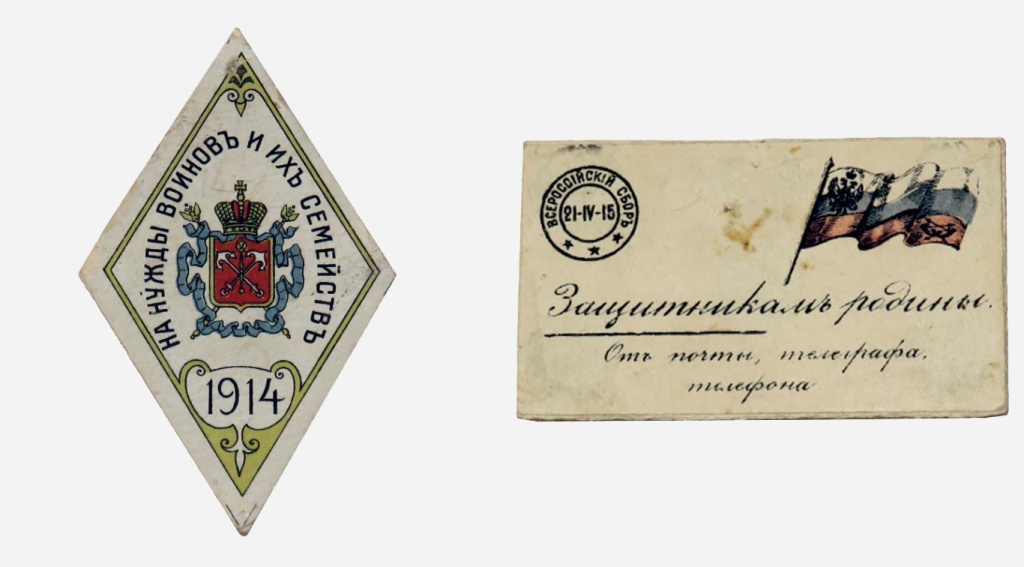 НА НУЖДЫ ВОИНОВЪ И ИХЪ СЕМЕЙСТВЪ
1914
ВСЕРОССІЙСКІЙ СБОРЪ
21-IV-15
Защитникамъ родины.
Отъ почты, телеграфа,
телефона